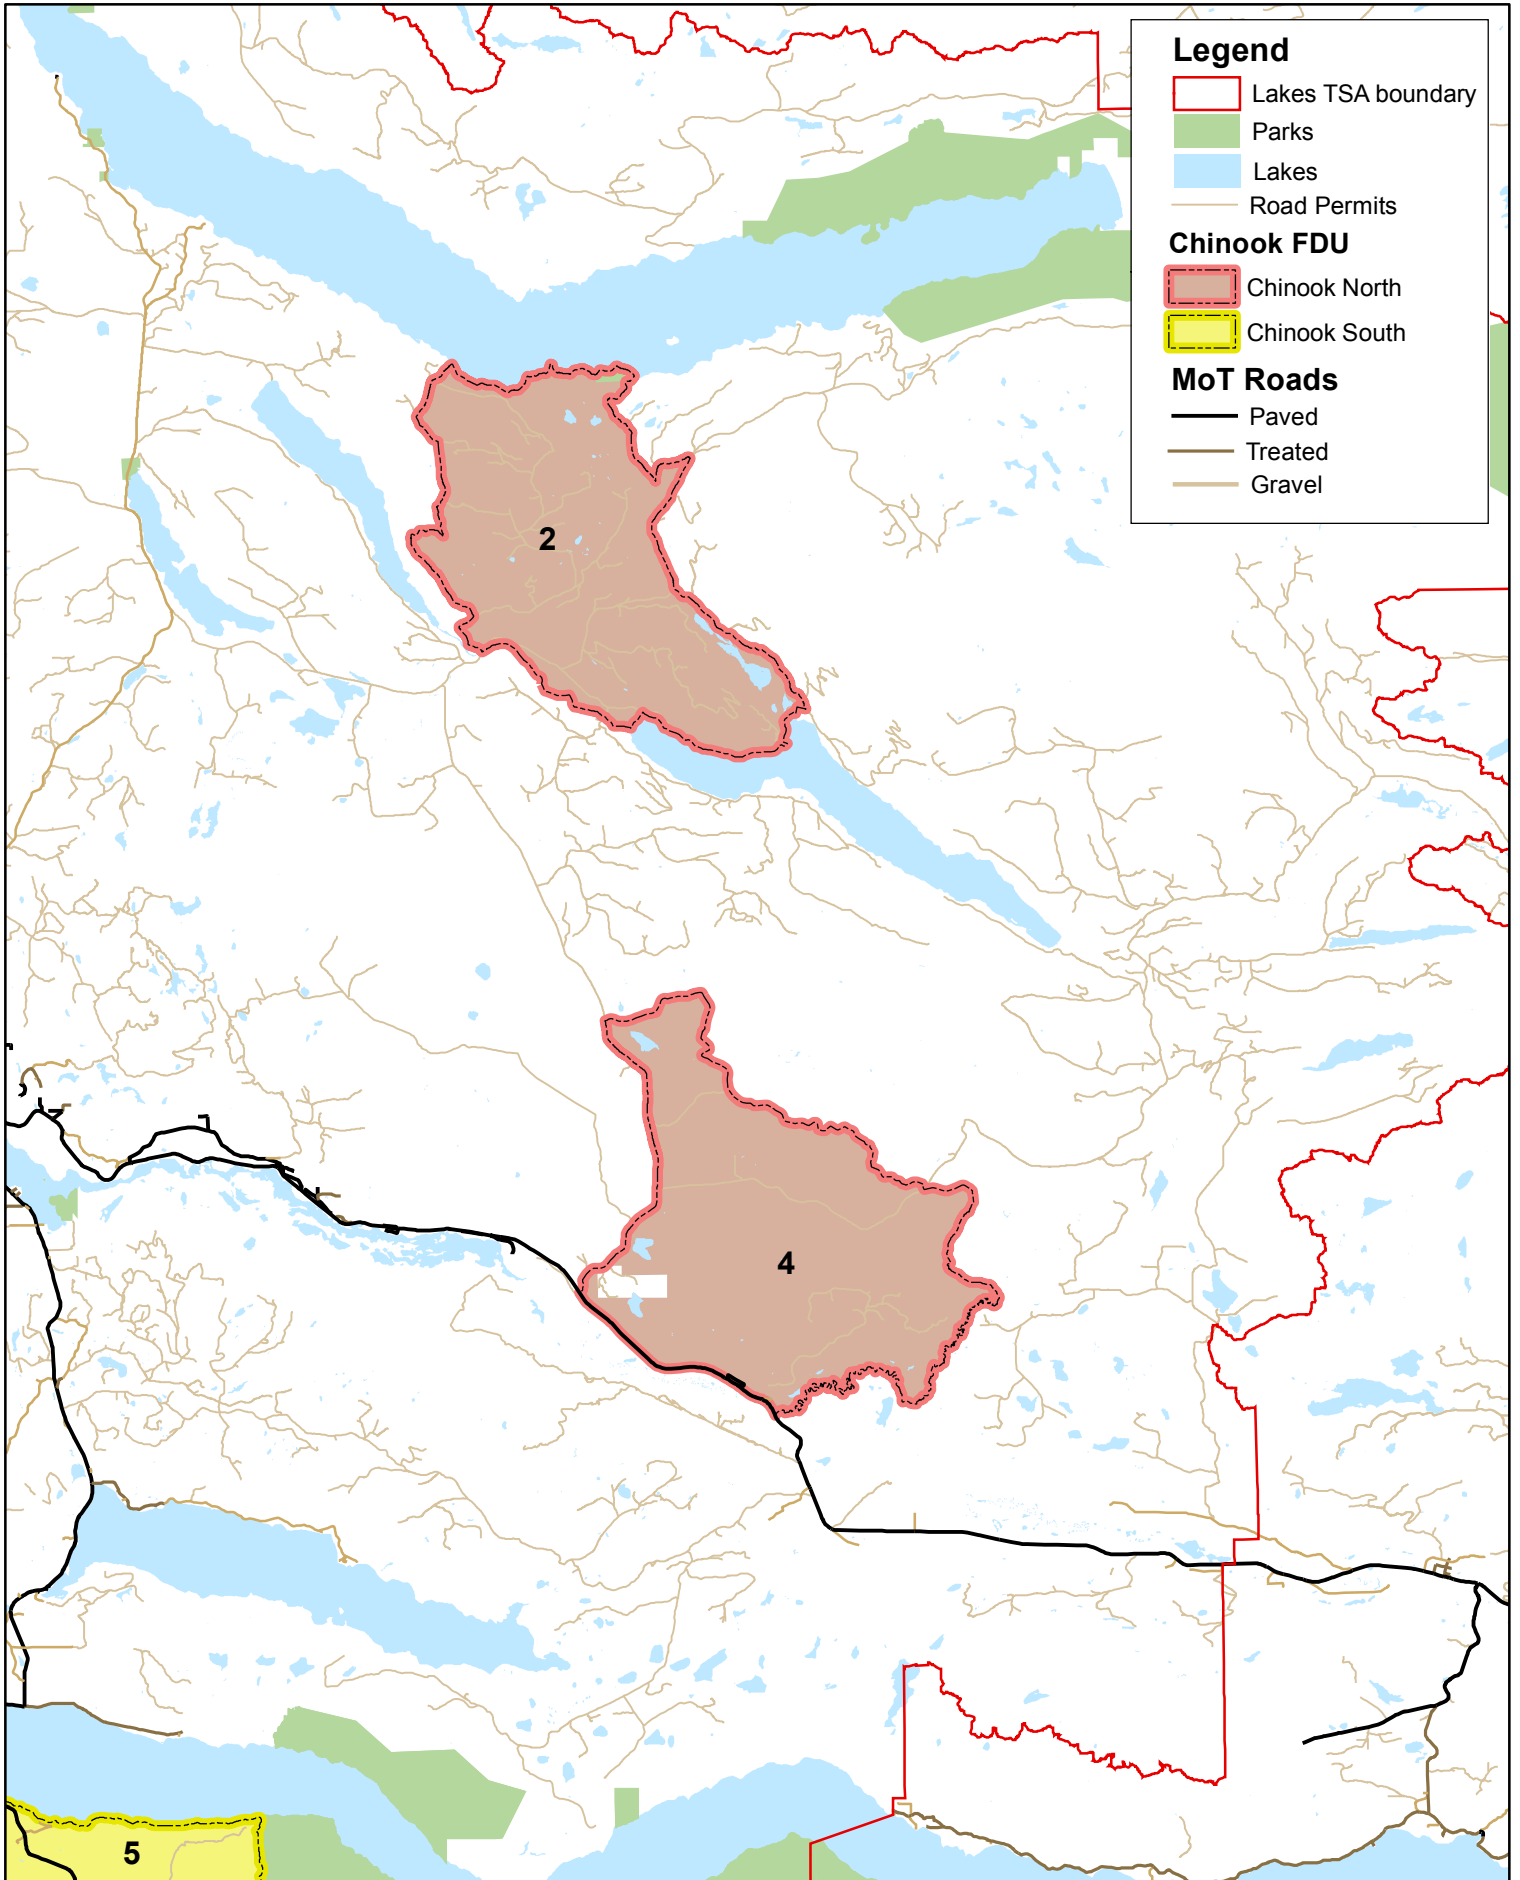 Legend
Lakes TSA boundary
Parks
Lakes
Road Permits
Chinook FDU
Chinook North
Chinook South
MoT Roads
Paved
Treated
Gravel
2
4
5